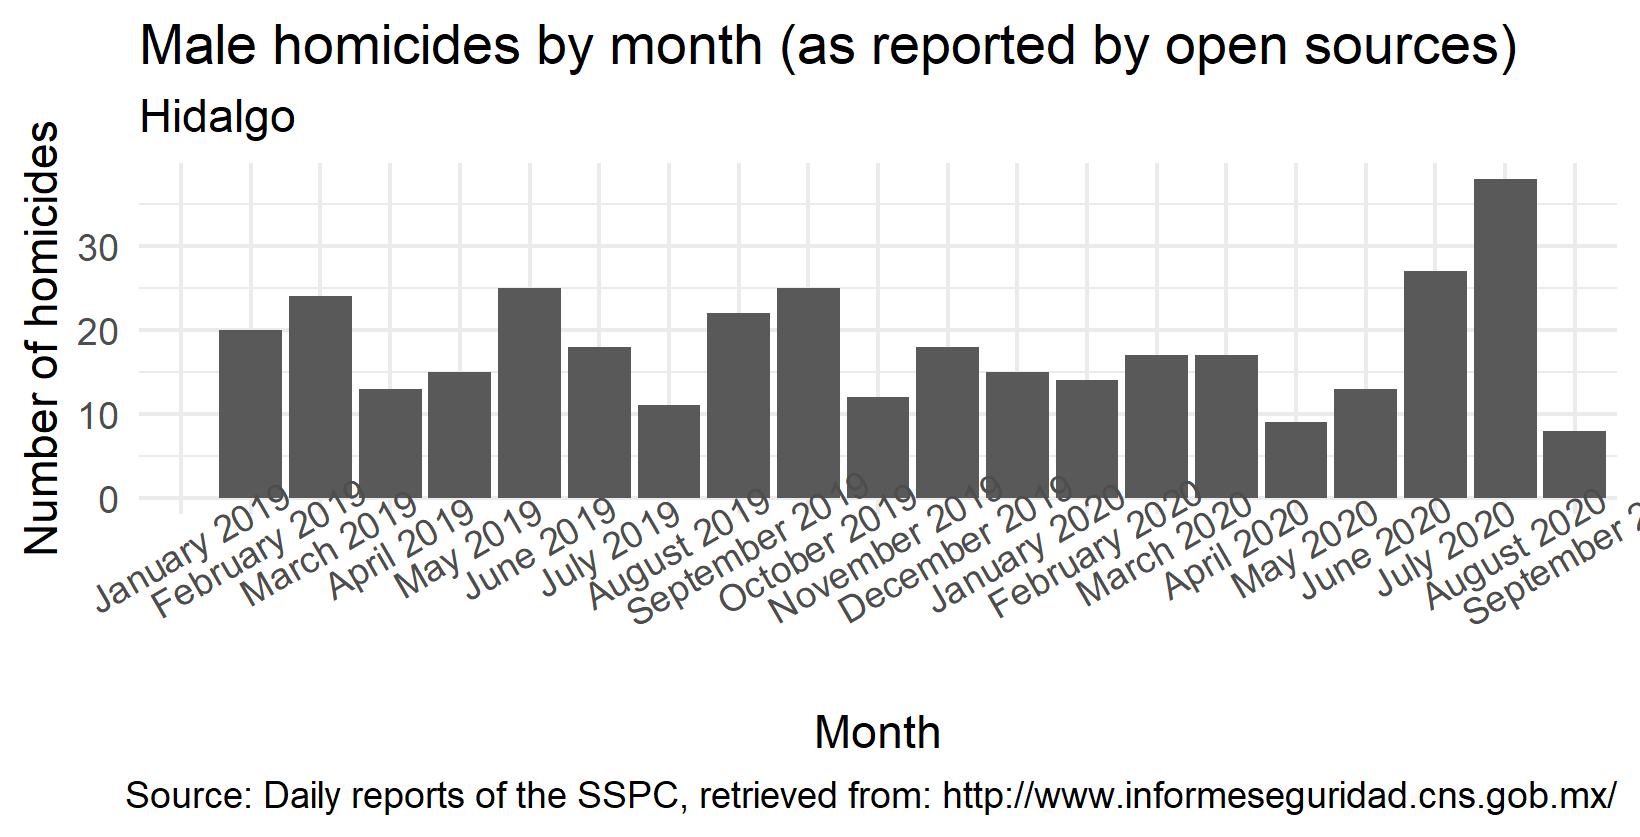 Male homicides by month (as reported by open sources)
Hidalgo
Number of homicides
30
20
10
0
January 2019
February 2019
March 2019
April 2019
May 2019
June 2019
July 2019
August 2019
September 2019
October 2019
November 2019
December 2019
January 2020
February 2020
March 2020
April 2020
May 2020
June 2020
July 2020
August 2020
September 2
Month
Source: Daily reports of the SSPC, retrieved from: http://www.informeseguridad.cns.gob.mx/